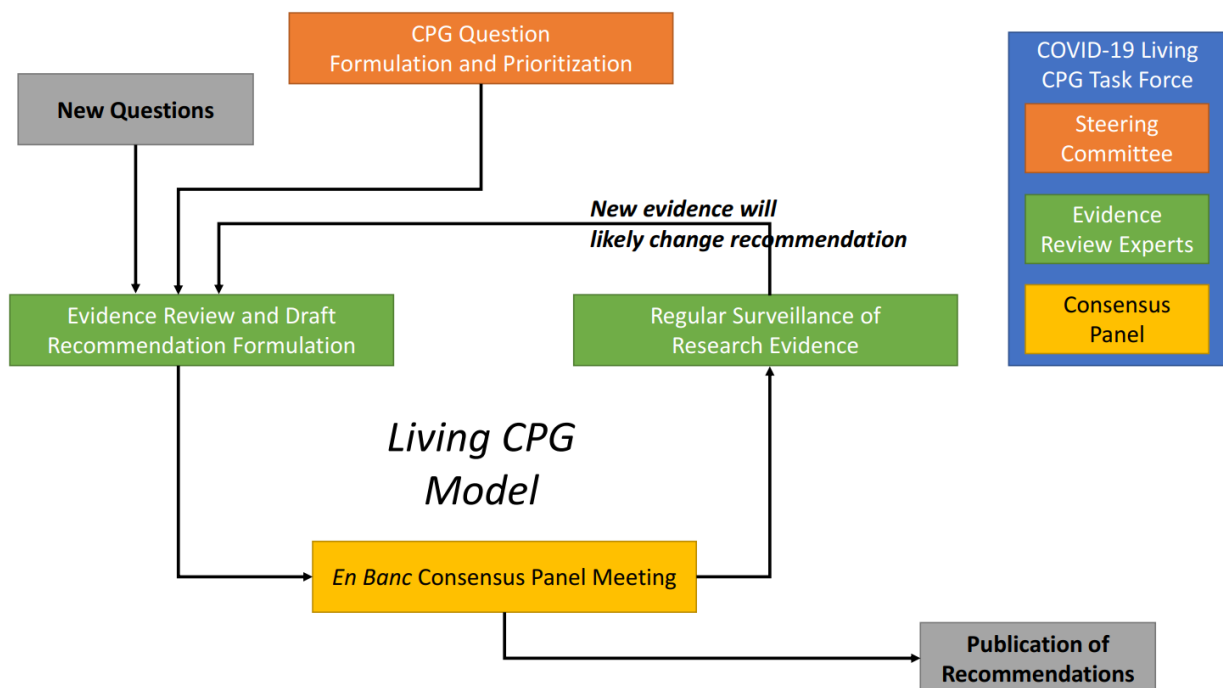 CPG Question
Formulation and Prioritization
New Questions
COVID-19 Living
CPG Task Force
Steering
Committee
Evidence
Review Experts
Consensus
Panel
New evidence will
likely change recommendation
Evidence Review and Draft
Recommendation Formulation
Regular Surveillance of
Research Evidence
Living CPG
Model
En Banc Consensus Panel Meeting
Publication of
Recommendations